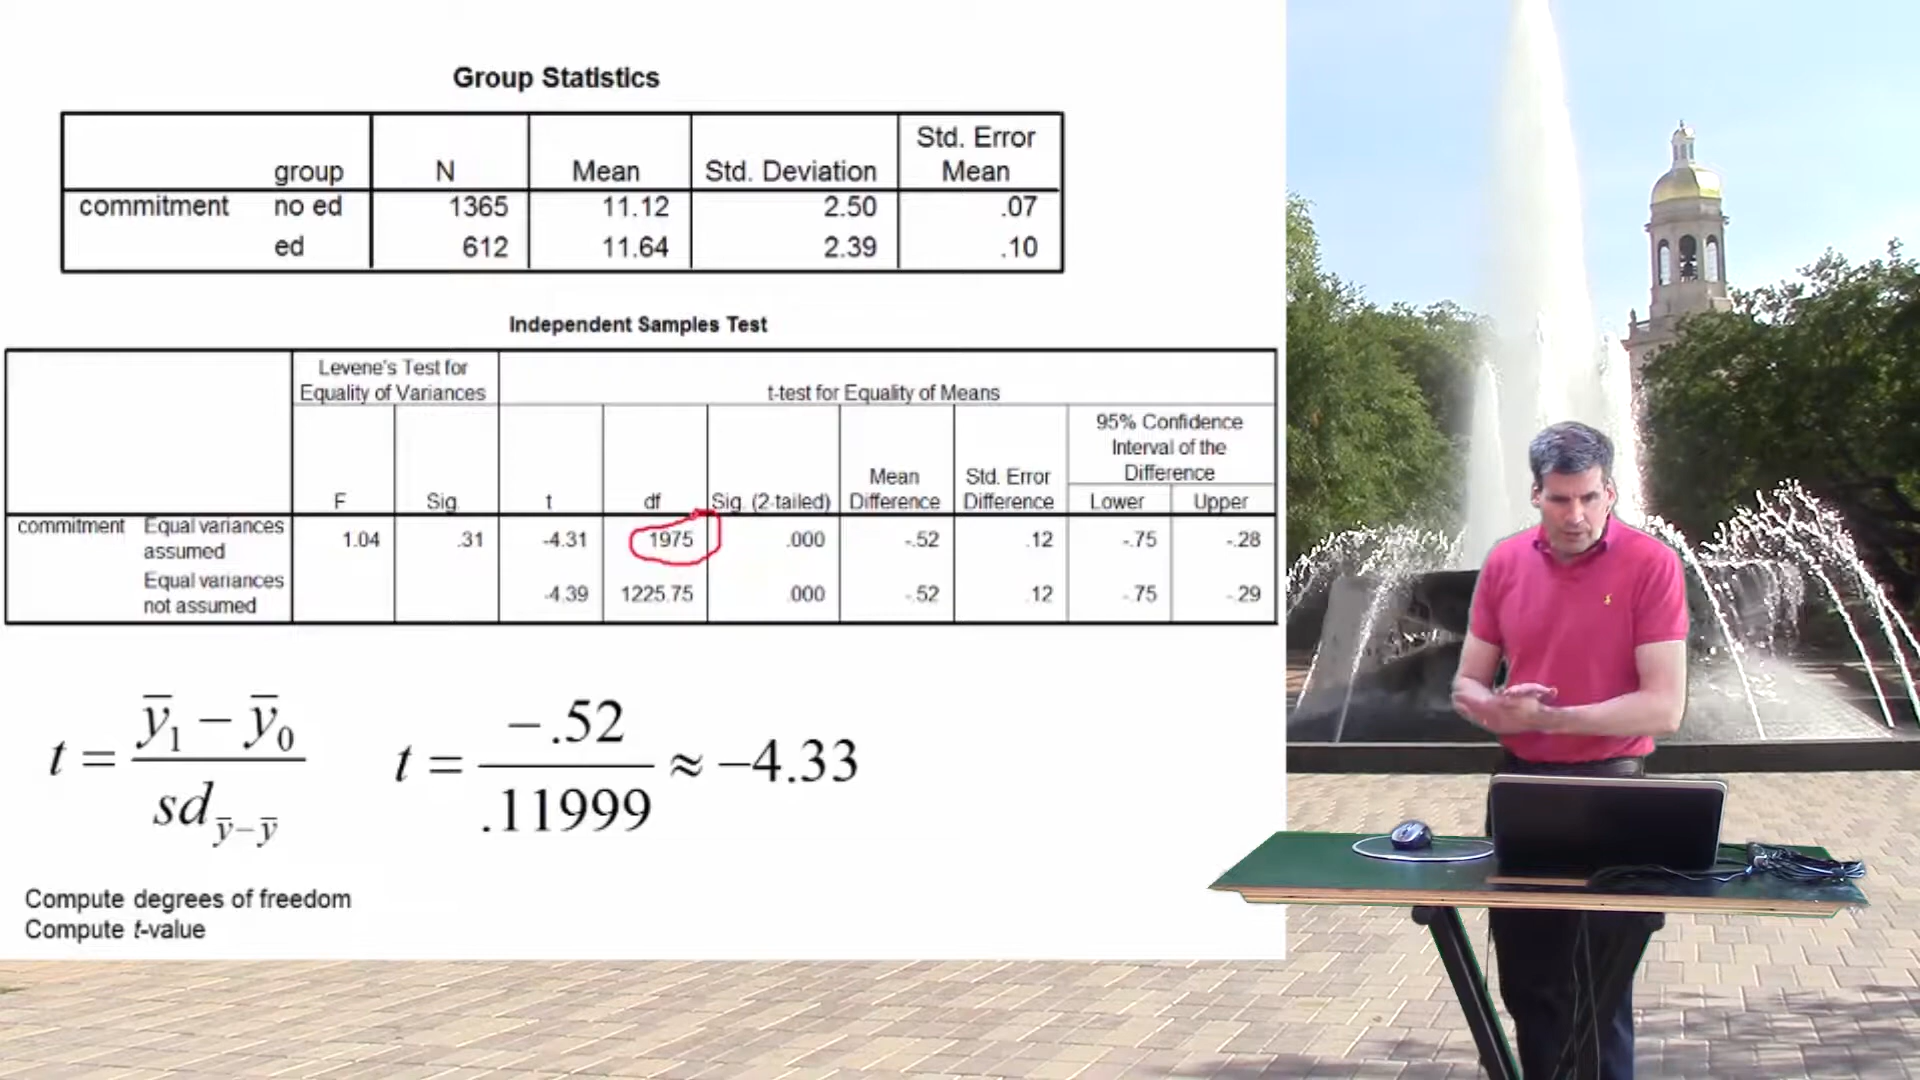 Group Statistics
group N Mean Std. Deviation Std. Error Mean
commitment no ed 1365 11.12 2.50 .07
ed 612 11.64 2.39 .10
Independent Samples Test
Levene's Test for Equality of Variances
t-test for Equality of Means
95% Confidence Interval of the Difference
F Sig. t df Sig. (2-tailed) Mean Difference Std. Error Difference Lower Upper
commitment Equal variances assumed 1.04 .31 -4.31 1975 .000 -.52 .12 -.75 -.28
Equal variances not assumed -4.39 1225.75 .000 -.52 .12 -.75 -.29
t = (ȳ₁ − ȳ₀) / sd_{ȳ−ȳ} t = −.52 / .11999 ≈ −4.33
Compute degrees of freedom
Compute t-value